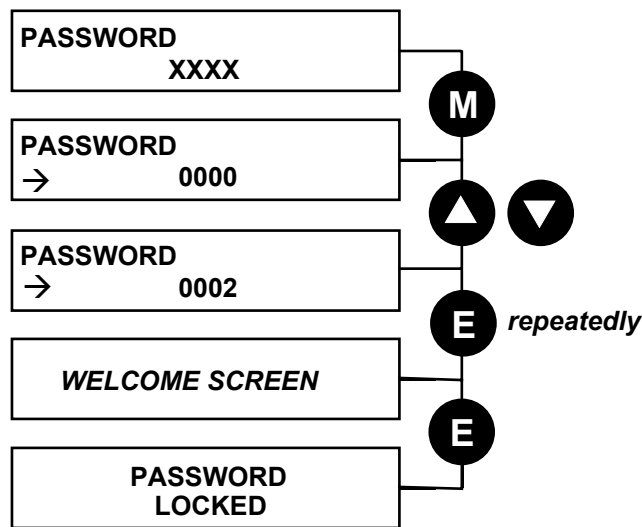 PASSWORD
XXXX
M
PASSWORD
→ 0000
PASSWORD
→ 0002
E repeatedly
WELCOME SCREEN
E
PASSWORD
LOCKED